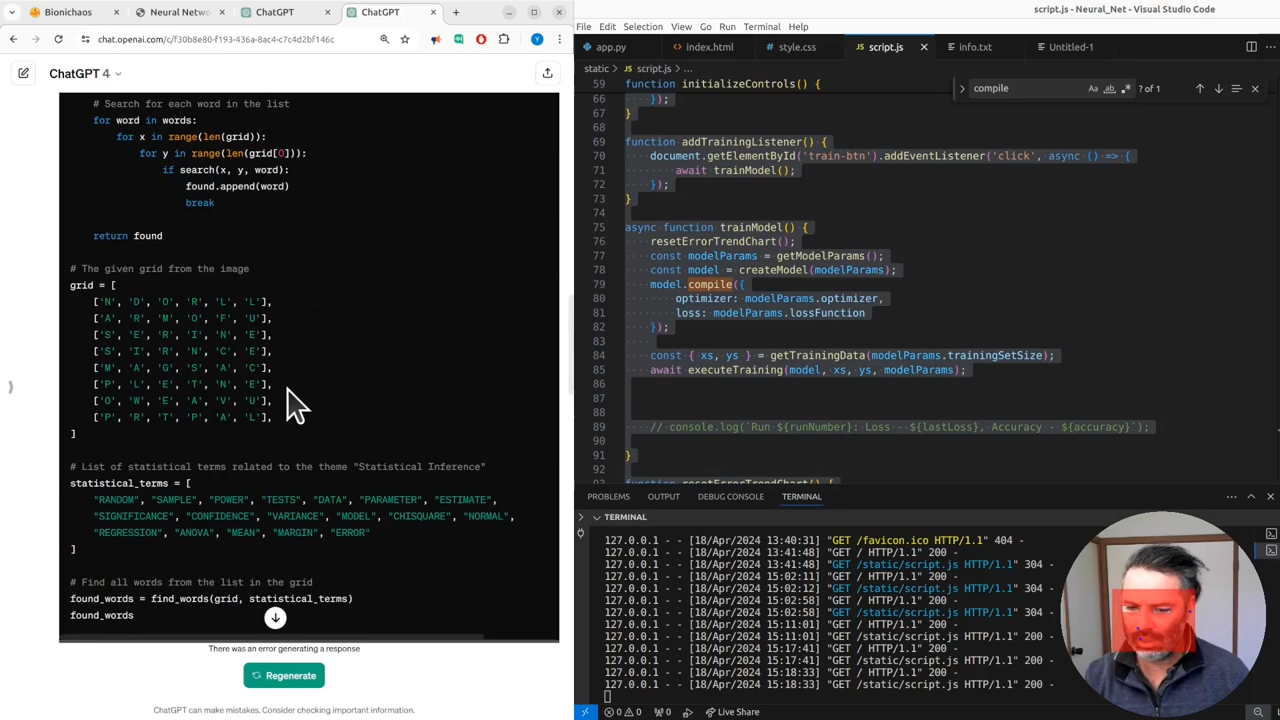 script.js - Neural_Net - Visual Studio Code
Bionichaos
Neural Netw
ChatGPT
ChatGPT
chat.openai.com/c/f30b8e80-f193-436a-8ac4-c7c4d2bf146c
ChatGPT 4
# Search for each word in the list
for word in words:
for x in range(len(grid)):
for y in range(len(grid[0])):
if search(x, y, word):
found.append(word)
break
return found
# The given grid from the image
grid = [
['N', 'D', 'O', 'R', 'L', 'L'],
['A', 'R', 'M', 'O', 'F', 'U'],
['S', 'E', 'R', 'I', 'N', 'E'],
['S', 'I', 'R', 'N', 'C', 'E'],
['M', 'A', 'G', 'S', 'A', 'C'],
['P', 'L', 'E', 'T', 'N', 'E'],
['O', 'W', 'E', 'A', 'V', 'U'],
['P', 'R', 'T', 'P', 'A', 'L'],
]
# List of statistical terms related to the theme "Statistical Inference"
statistical_terms = [
"RANDOM", "SAMPLE", "POWER", "TESTS", "DATA", "PARAMETER", "ESTIMATE",
"SIGNIFICANCE", "CONFIDENCE", "VARIANCE", "MODEL", "CHISQUARE", "NORMAL",
"REGRESSION", "ANOVA", "MEAN", "MARGIN", "ERROR"
]
# Find all words from the list in the grid
found_words = find_words(grid, statistical_terms)
found_words
There was an error generating a response
Regenerate
ChatGPT can make mistakes. Consider checking important information.
File Edit Selection View Go Run Terminal Help
app.py
index.html
style.css
script.js
info.txt
Untitled-1
static > script.js > ...
compile
Aa ab .* ? of 1
59 function initializeControls() {
66 });
67 }
68
69 function addTrainingListener() {
70 document.getElementById('train-btn').addEventListener('click', async () => {
71 await trainModel();
72 });
73 }
74
75 async function trainModel() {
76 resetErrorTrendChart();
77 const modelParams = getModelParams();
78 const model = createModel(modelParams);
79 model.compile({
80 optimizer: modelParams.optimizer,
81 loss: modelParams.lossFunction
82 });
83
84 const { xs, ys } = getTrainingData(modelParams.trainingSetSize);
85 await executeTraining(model, xs, ys, modelParams);
86
87
88
89 // console.log(`Run ${runNumber}: Loss - ${lastLoss}, Accuracy - ${accuracy}`);
90
91 }
92
93 function resetErrorTrendChart() {
PROBLEMS OUTPUT DEBUG CONSOLE TERMINAL
TERMINAL
127.0.0.1 - - [18/Apr/2024 13:40:31] "GET /favicon.ico HTTP/1.1" 404 -
127.0.0.1 - - [18/Apr/2024 13:41:48] "GET / HTTP/1.1" 200 -
127.0.0.1 - - [18/Apr/2024 13:41:48] "GET /static/script.js HTTP/1.1" 304 -
127.0.0.1 - - [18/Apr/2024 15:02:11] "GET / HTTP/1.1" 200 -
127.0.0.1 - - [18/Apr/2024 15:02:12] "GET /static/script.js HTTP/1.1" 304 -
127.0.0.1 - - [18/Apr/2024 15:02:58] "GET / HTTP/1.1" 200 -
127.0.0.1 - - [18/Apr/2024 15:02:58] "GET /static/script.js HTTP/1.1" 304 -
127.0.0.1 - - [18/Apr/2024 15:11:01] "GET / HTTP/1.1" 200 -
127.0.0.1 - - [18/Apr/2024 15:11:01] "GET /static/script.js HTTP/1.1" 200 -
127.0.0.1 - - [18/Apr/2024 15:17:41] "GET / HTTP/1.1" 200 -
127.0.0.1 - - [18/Apr/2024 15:17:41] "GET /static/script.js HTTP/1.1" 200 -
127.0.0.1 - - [18/Apr/2024 15:18:33] "GET / HTTP/1.1" 200 -
127.0.0.1 - - [18/Apr/2024 15:18:33] "GET /static/script.js HTTP/1.1" 200 -
0 0 0 Live Share